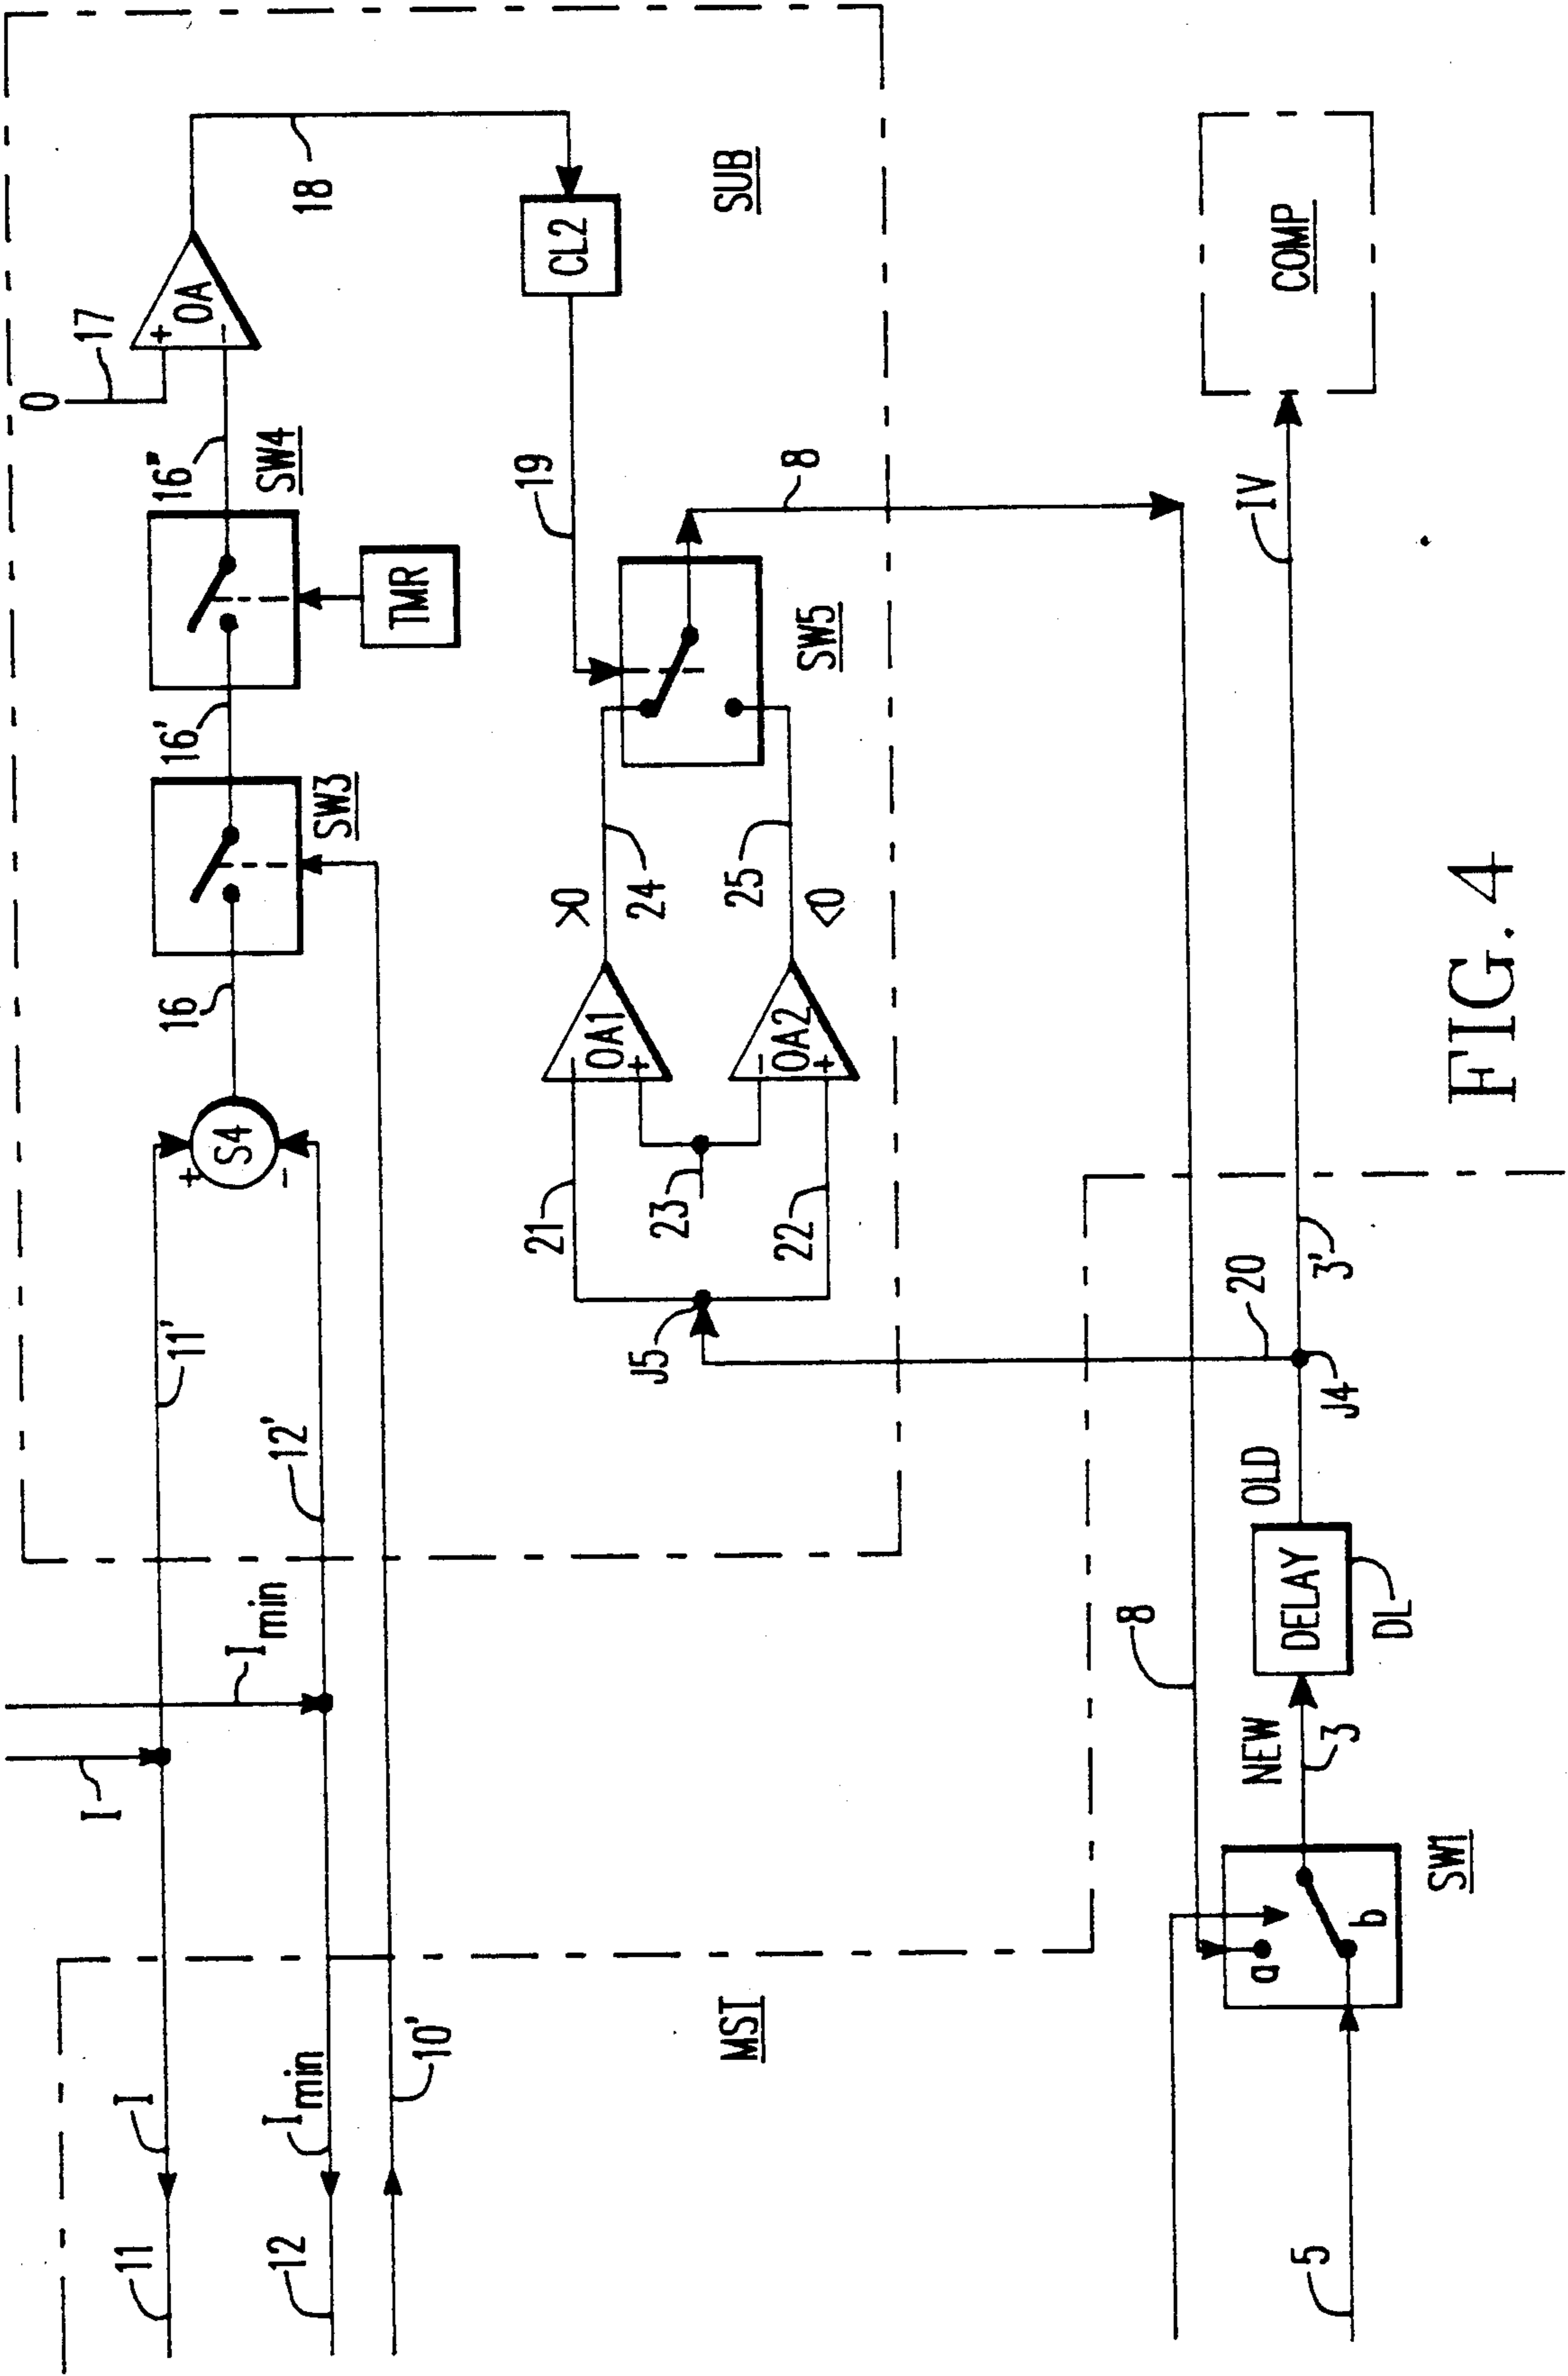 0
17
+
OA
−
18
16"
SW4
TMR
16'
SW3
16
S4
+
−
11'
12'
CL2
SUB
19
8
SW5
24
>0
25
<0
−
OA1
+
−
OA2
+
21
23
22
J5
I
Imin
I
Imin
11
12
10'
MST
COMP
IV
3'
20
J4
OLD
DELAY
DL
8
NEW
3
SW1
a
b
5
FIG. 4